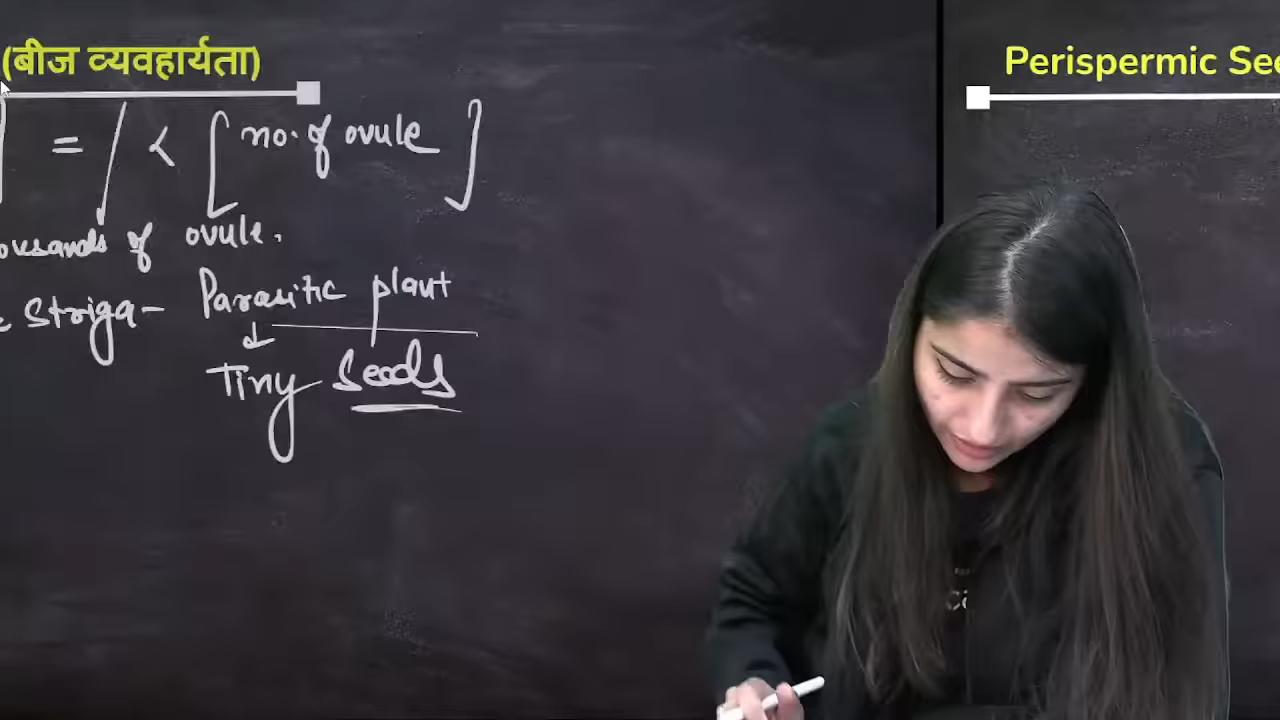 (बीज व्यवहार्यता)
Perispermic See
= / < [no. of ovule]
ousands of ovule.
Striga - Parasitic plant
↓
Tiny seeds